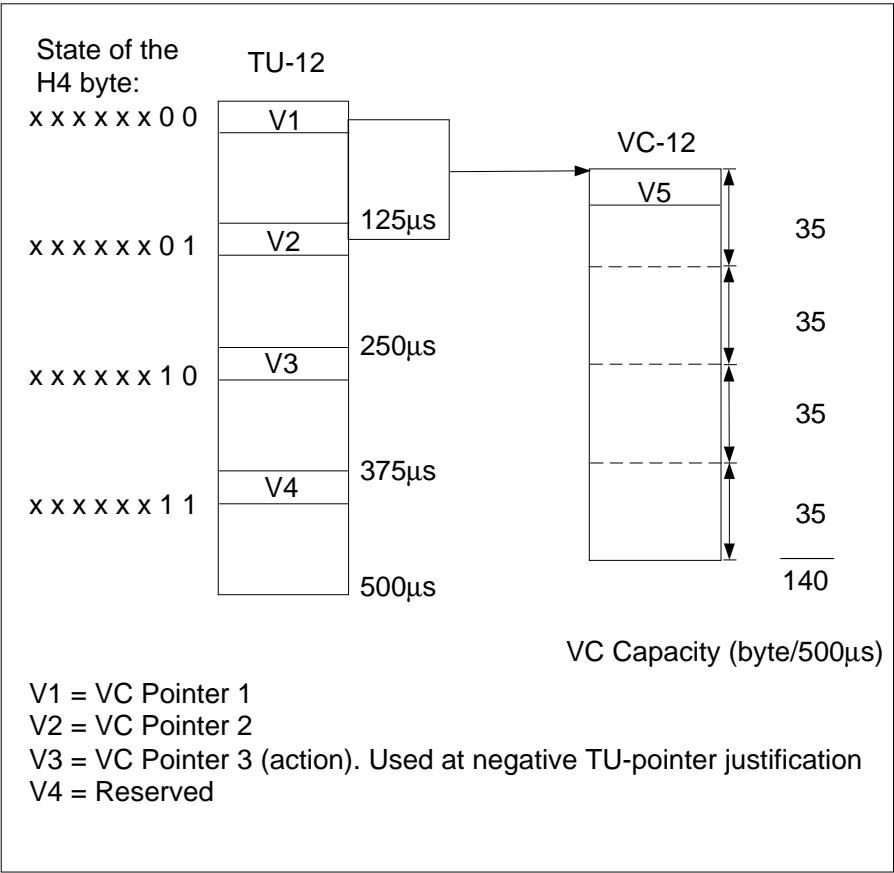 State of the
H4 byte:
TU-12
x x x x x x 0 0
V1
VC-12
V5
125μs
35
x x x x x x 0 1
V2
35
250μs
x x x x x x 1 0
V3
35
375μs
x x x x x x 1 1
V4
35
500μs
140
VC Capacity (byte/500μs)
V1 = VC Pointer 1
V2 = VC Pointer 2
V3 = VC Pointer 3 (action). Used at negative TU-pointer justification
V4 = Reserved